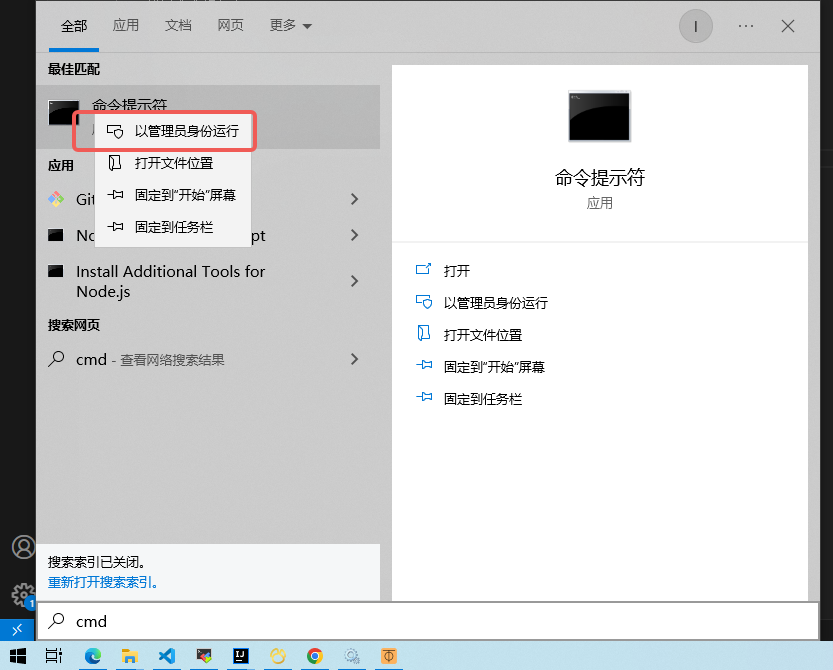 全部 应用 文档 网页 更多 I ···
最佳匹配
命令提示符
以管理员身份运行
打开文件位置
固定到"开始"屏幕
固定到任务栏
应用
Git
pt
Install Additional Tools for
Node.js
搜索网页
cmd - 查看网络搜索结果
搜索索引已关闭。
重新打开搜索索引。
cmd
命令提示符
应用
打开
以管理员身份运行
打开文件位置
固定到"开始"屏幕
固定到任务栏
1
IJ